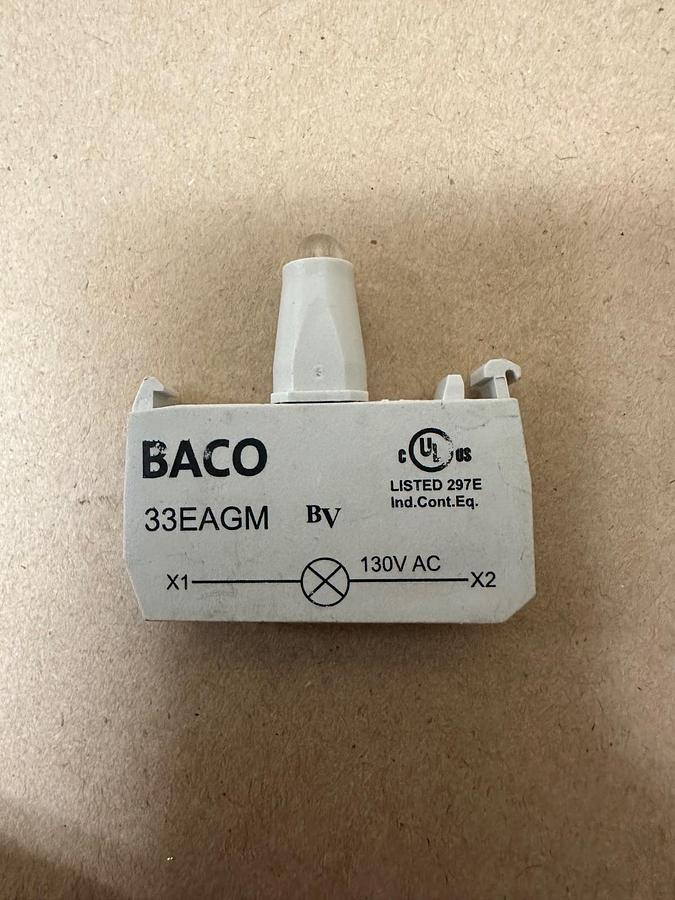 BACO
33EAGM
BV
C UL US
LISTED 297E
Ind.Cont.Eq.
130V AC
X1 X2